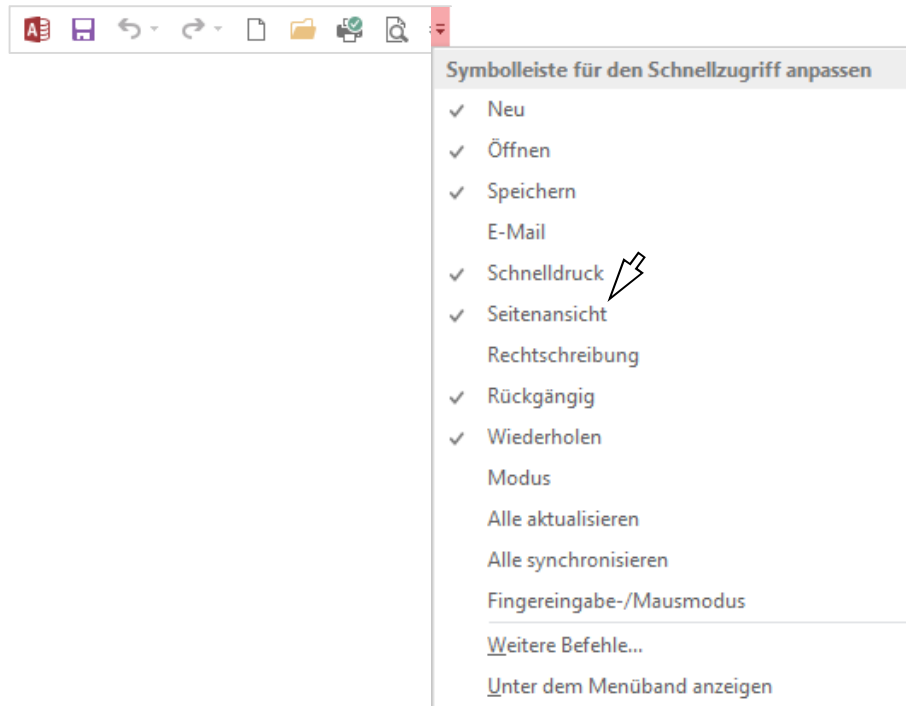 A
Symbolleiste für den Schnellzugriff anpassen
Neu
Öffnen
Speichern
E-Mail
Schnelldruck
Seitenansicht
Rechtschreibung
Rückgängig
Wiederholen
Modus
Alle aktualisieren
Alle synchronisieren
Fingereingabe-/Mausmodus
Weitere Befehle...
Unter dem Menüband anzeigen